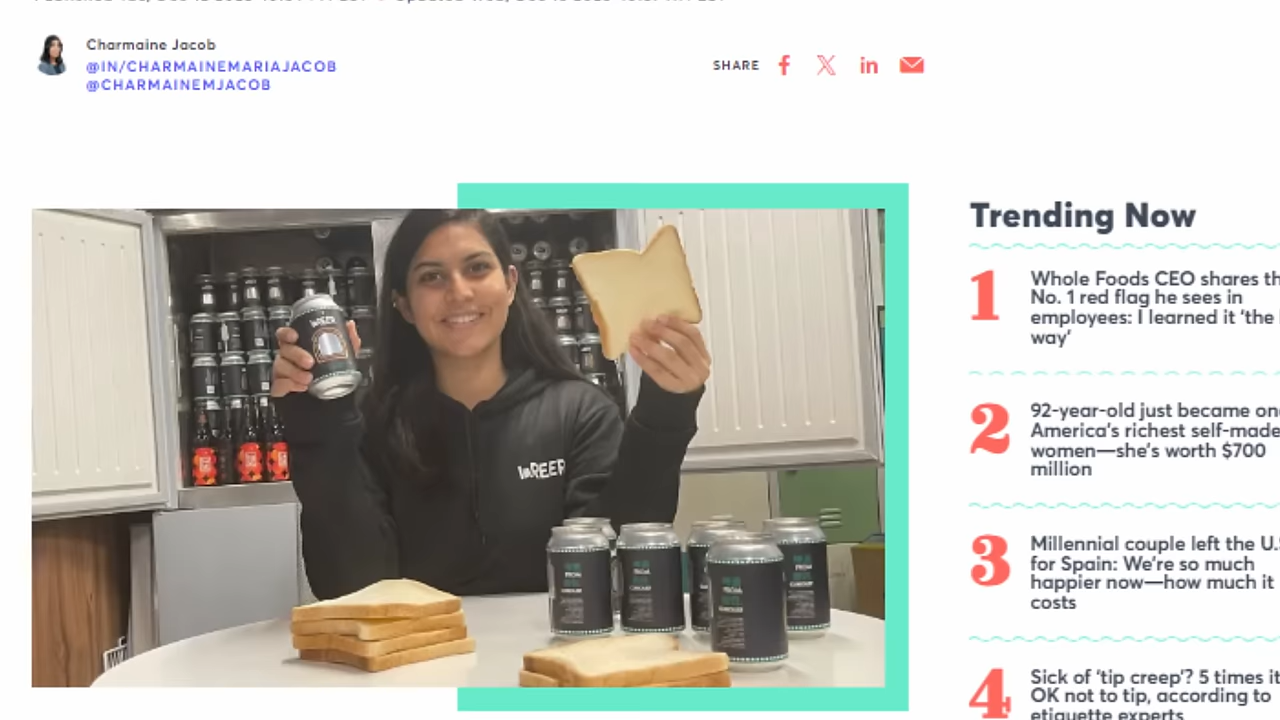 Charmaine Jacob
@IN/CHARMAINEMARIAJACOB
@CHARMAINEMJACOB
SHARE
Trending Now
1
Whole Foods CEO shares th
No. 1 red flag he sees in
employees: I learned it 'the
way'
2
92-year-old just became on
America's richest self-made
women—she's worth $700
million
3
Millennial couple left the U.S
for Spain: We're so much
happier now—how much it
costs
4
Sick of 'tip creep'? 5 times it
OK not to tip, according to
etiquette experts